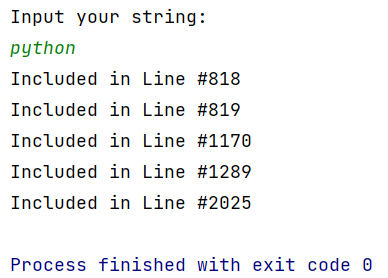 Input your string:
python
Included in Line #818
Included in Line #819
Included in Line #1170
Included in Line #1289
Included in Line #2025
Process finished with exit code 0